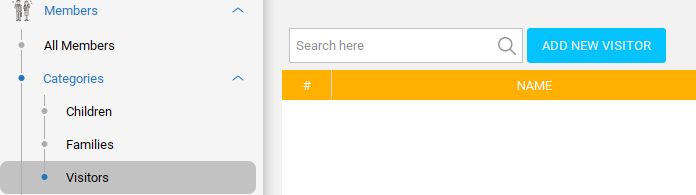 Members
All Members
Categories
Children
Families
Visitors
Search here
ADD NEW VISITOR
# NAME